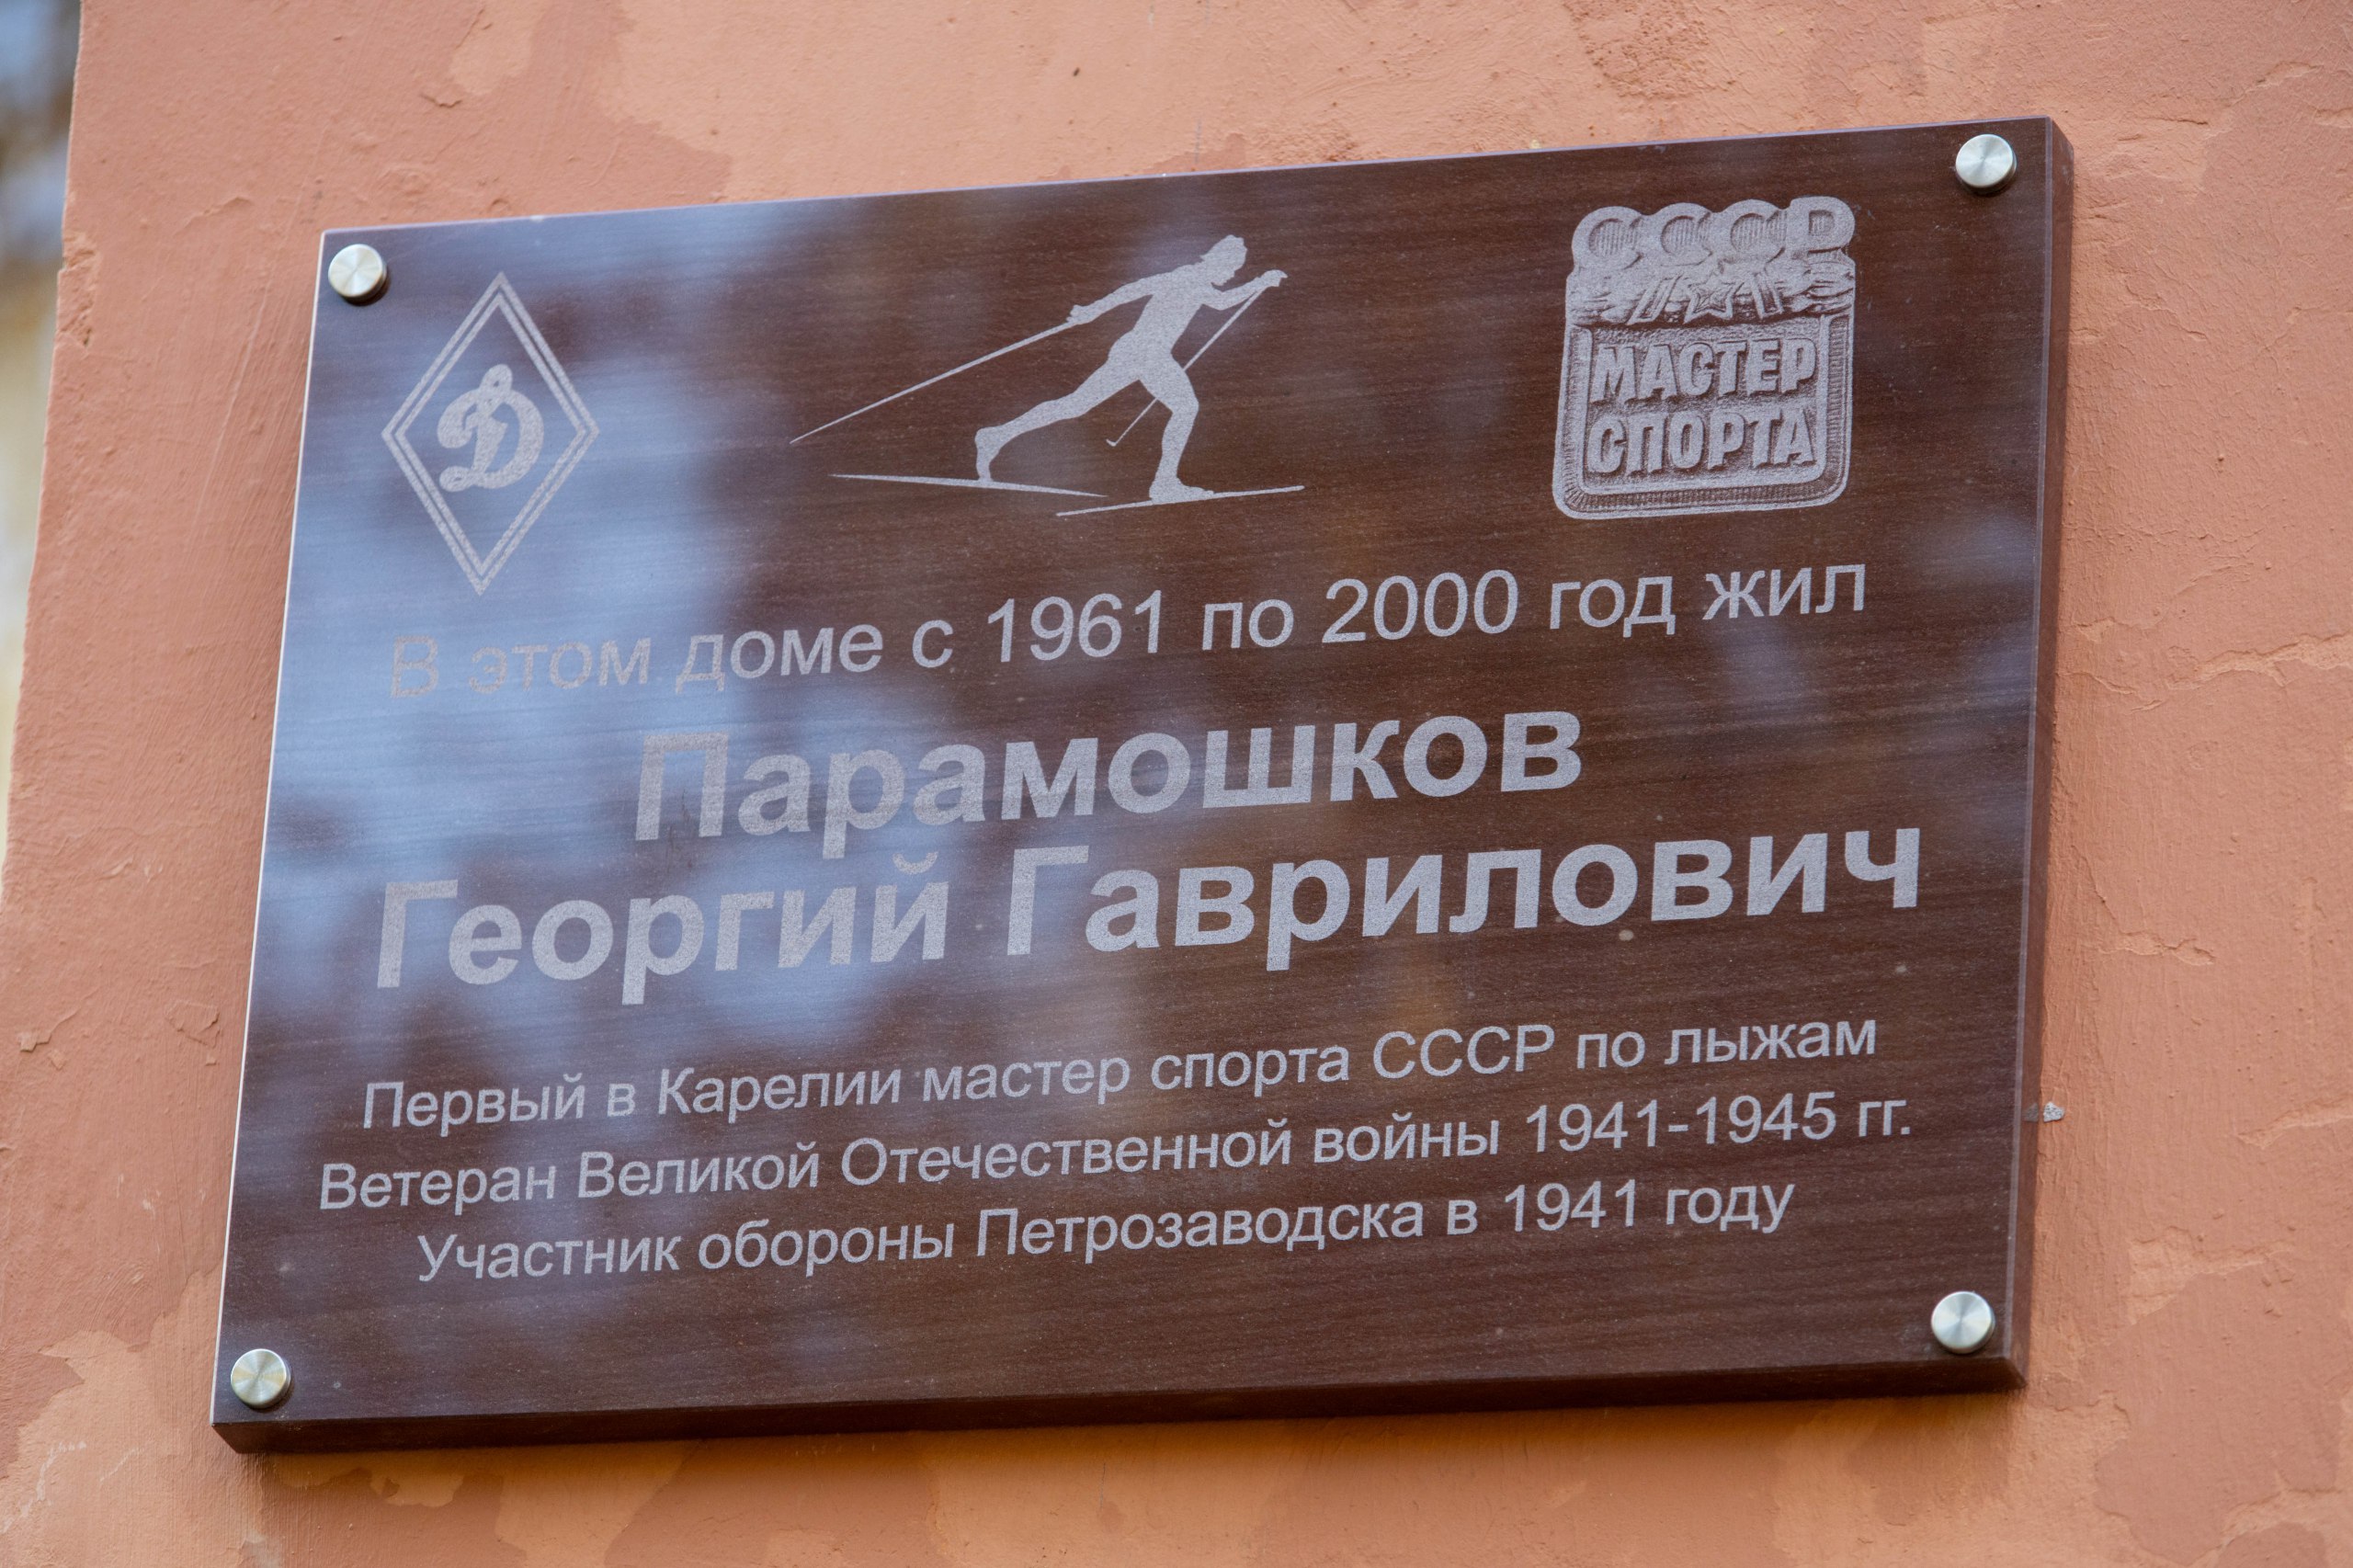 Д
СССР
МАСТЕР
СПОРТА
В этом доме с 1961 по 2000 год жил
Парамошков
Георгий Гаврилович
Первый в Карелии мастер спорта СССР по лыжам
Ветеран Великой Отечественной войны 1941-1945 гг.
Участник обороны Петрозаводска в 1941 году